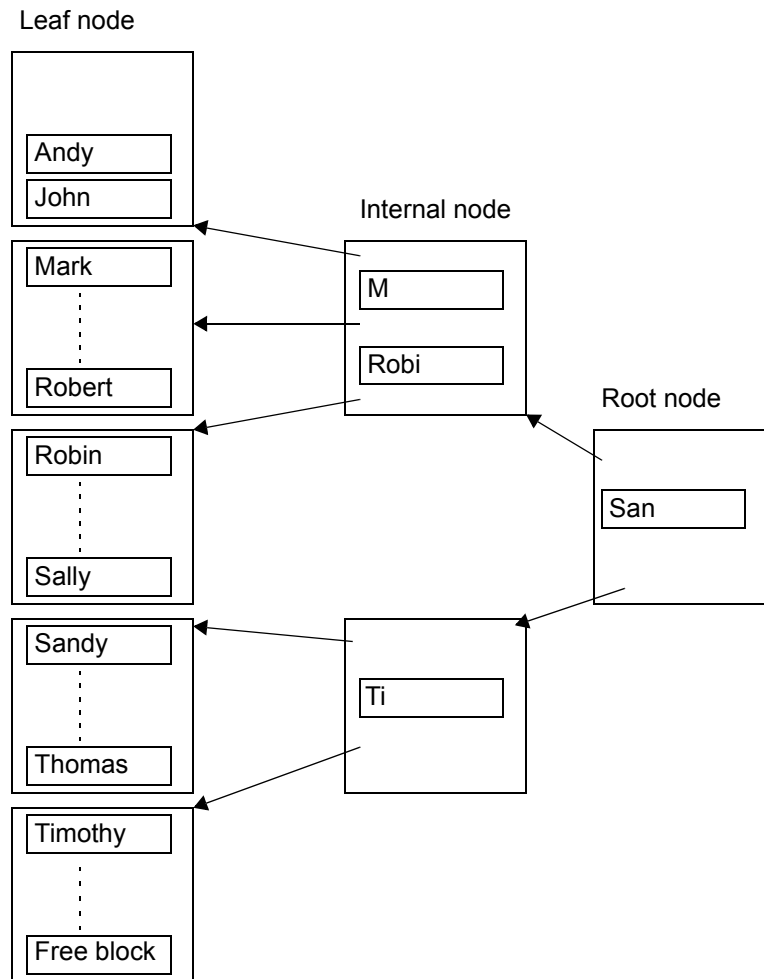 Leaf node
Andy
John
Internal node
Mark
M
Robert
Robi
Root node
Robin
San
Sally
Sandy
Ti
Thomas
Timothy
Free block